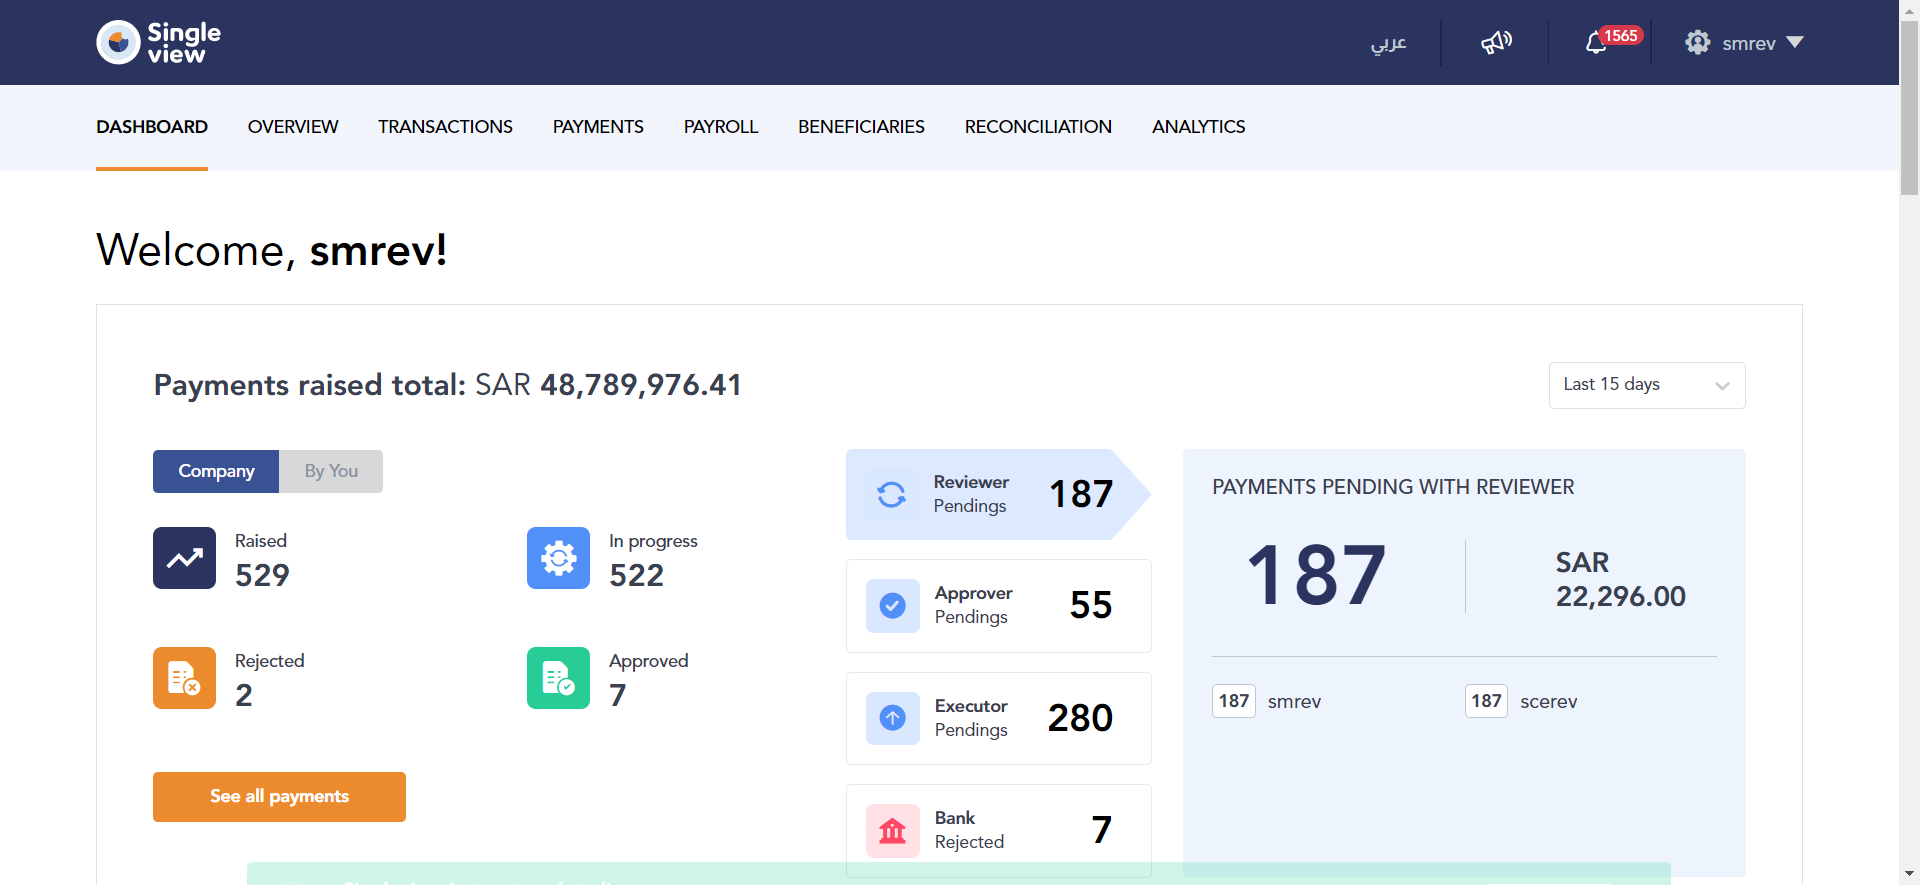 Single
view
عربي
1565
smrev
DASHBOARD
OVERVIEW
TRANSACTIONS
PAYMENTS
PAYROLL
BENEFICIARIES
RECONCILIATION
ANALYTICS
Welcome, smrev!
Payments raised total: SAR 48,789,976.41
Last 15 days
Company
By You
Raised
529
In progress
522
Rejected
2
Approved
7
See all payments
Reviewer
Pendings
187
Approver
Pendings
55
Executor
Pendings
280
Bank
Rejected
7
PAYMENTS PENDING WITH REVIEWER
187
SAR
22,296.00
187 smrev
187 scerev